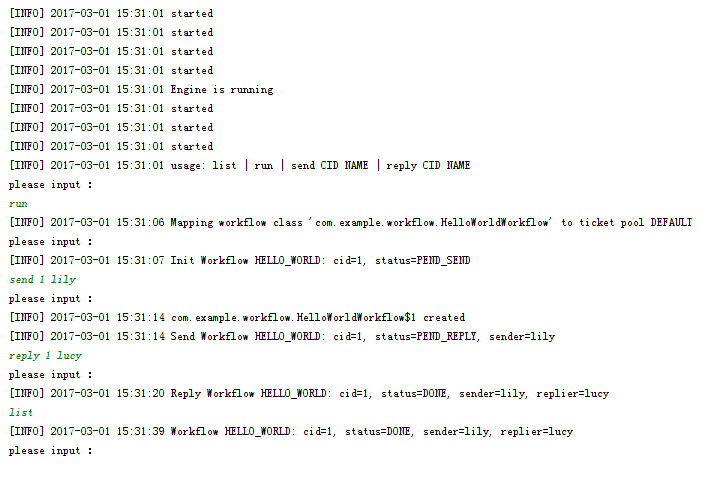 [INFO] 2017-03-01 15:31:01 started
[INFO] 2017-03-01 15:31:01 started
[INFO] 2017-03-01 15:31:01 started
[INFO] 2017-03-01 15:31:01 started
[INFO] 2017-03-01 15:31:01 Engine is running
[INFO] 2017-03-01 15:31:01 started
[INFO] 2017-03-01 15:31:01 started
[INFO] 2017-03-01 15:31:01 started
[INFO] 2017-03-01 15:31:01 usage: list | run | send CID NAME | reply CID NAME
please input :
run
[INFO] 2017-03-01 15:31:06 Mapping workflow class 'com.example.workflow.HelloWorldWorkflow' to ticket pool DEFAULT
please input :
[INFO] 2017-03-01 15:31:07 Init Workflow HELLO_WORLD: cid=1, status=PEND_SEND
send 1 lily
please input :
[INFO] 2017-03-01 15:31:14 com.example.workflow.HelloWorldWorkflow$1 created
[INFO] 2017-03-01 15:31:14 Send Workflow HELLO_WORLD: cid=1, status=PEND_REPLY, sender=lily
reply 1 lucy
please input :
[INFO] 2017-03-01 15:31:20 Reply Workflow HELLO_WORLD: cid=1, status=DONE, sender=lily, replier=lucy
list
[INFO] 2017-03-01 15:31:39 Workflow HELLO_WORLD: cid=1, status=DONE, sender=lily, replier=lucy
please input :